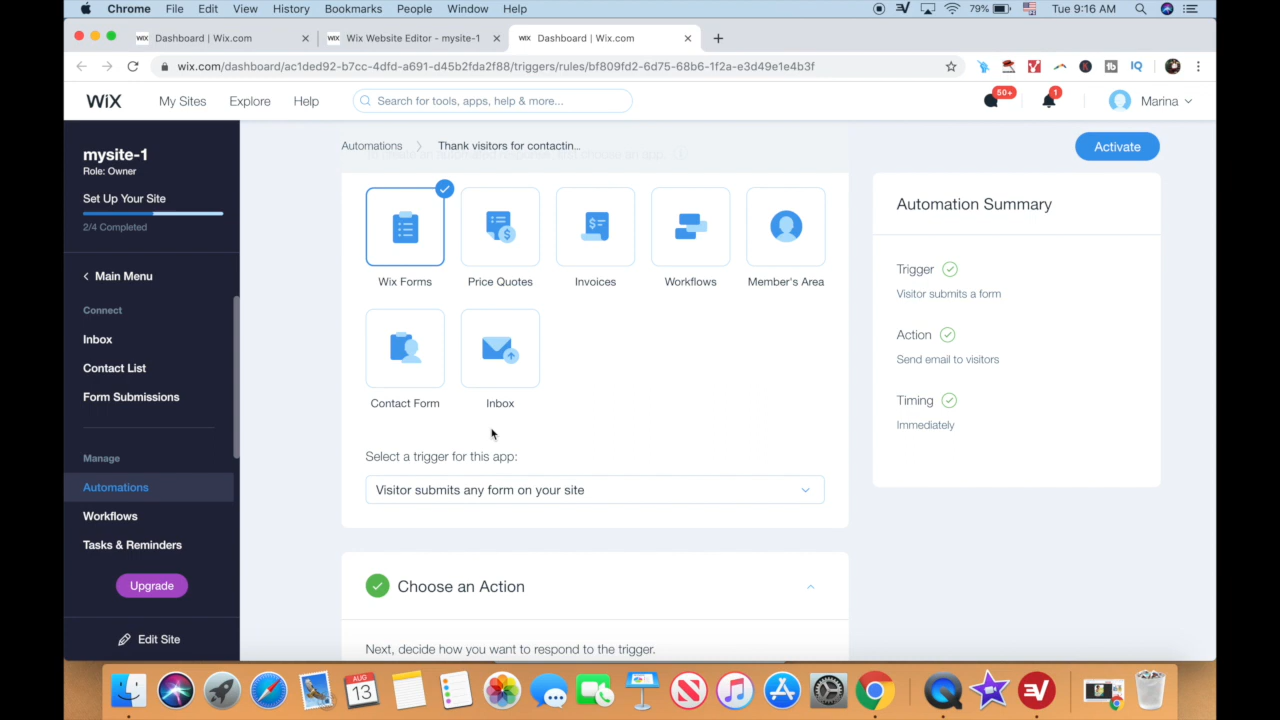 Chrome File Edit View History Bookmarks People Window Help 79% Tue 9:16 AM
WiX Dashboard | Wix.com × WiX Wix Website Editor - mysite-1 × WiX Dashboard | Wix.com × +
wix.com/dashboard/ac1ded92-b7cc-4dfd-a691-d45b2fda2f88/triggers/rules/bf809fd2-6d75-68b6-1f2a-e3d49e1e4b3f
WiX My Sites Explore Help Search for tools, apps, help & more... 50+ 1 Marina
mysite-1
Role: Owner
Set Up Your Site
2/4 Completed
Main Menu
Connect
Inbox
Contact List
Form Submissions
Manage
Automations
Workflows
Tasks & Reminders
Upgrade
Edit Site
Automations > Thank visitors for contactin...
Activate
Wix Forms Price Quotes Invoices Workflows Member's Area
Contact Form Inbox
Select a trigger for this app:
Visitor submits any form on your site
Choose an Action
Next, decide how you want to respond to the trigger.
Automation Summary
Trigger
Visitor submits a form
Action
Send email to visitors
Timing
Immediately
AUG
13